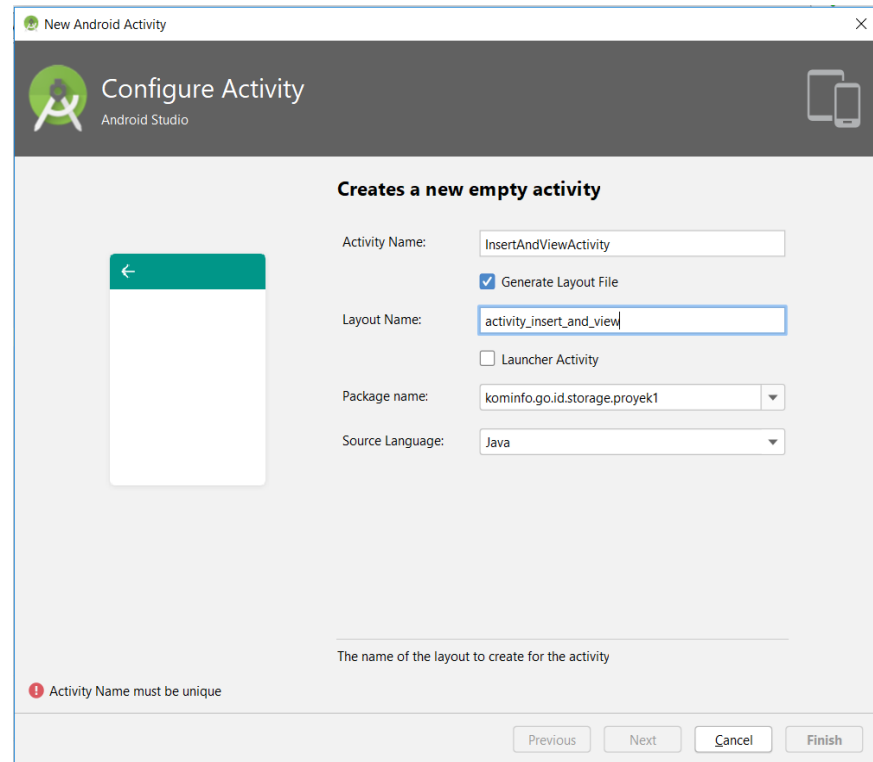 New Android Activity
Configure Activity
Android Studio
Creates a new empty activity
Activity Name:
InsertAndViewActivity
Generate Layout File
Layout Name:
activity_insert_and_view
Launcher Activity
Package name:
kominfo.go.id.storage.proyek1
Source Language:
Java
The name of the layout to create for the activity
Activity Name must be unique
Previous
Next
Cancel
Finish